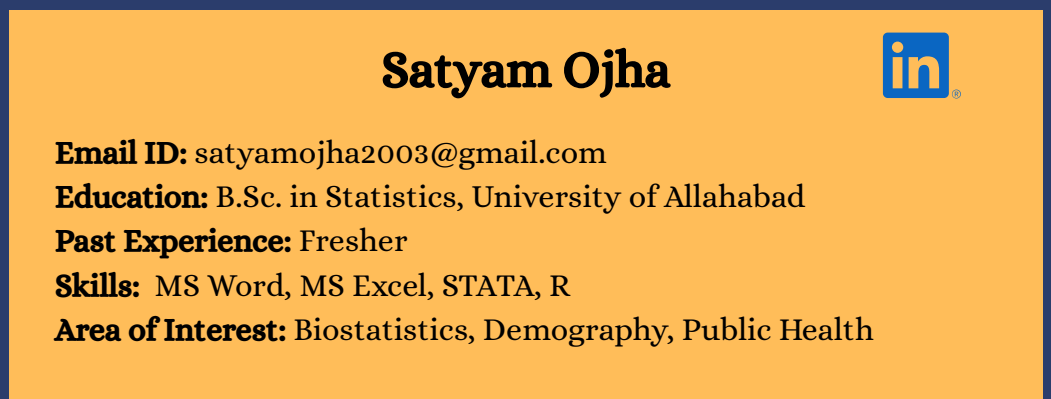 Satyam Ojha
in®
Email ID: satyamojha2003@gmail.com
Education: B.Sc. in Statistics, University of Allahabad
Past Experience: Fresher
Skills: MS Word, MS Excel, STATA, R
Area of Interest: Biostatistics, Demography, Public Health